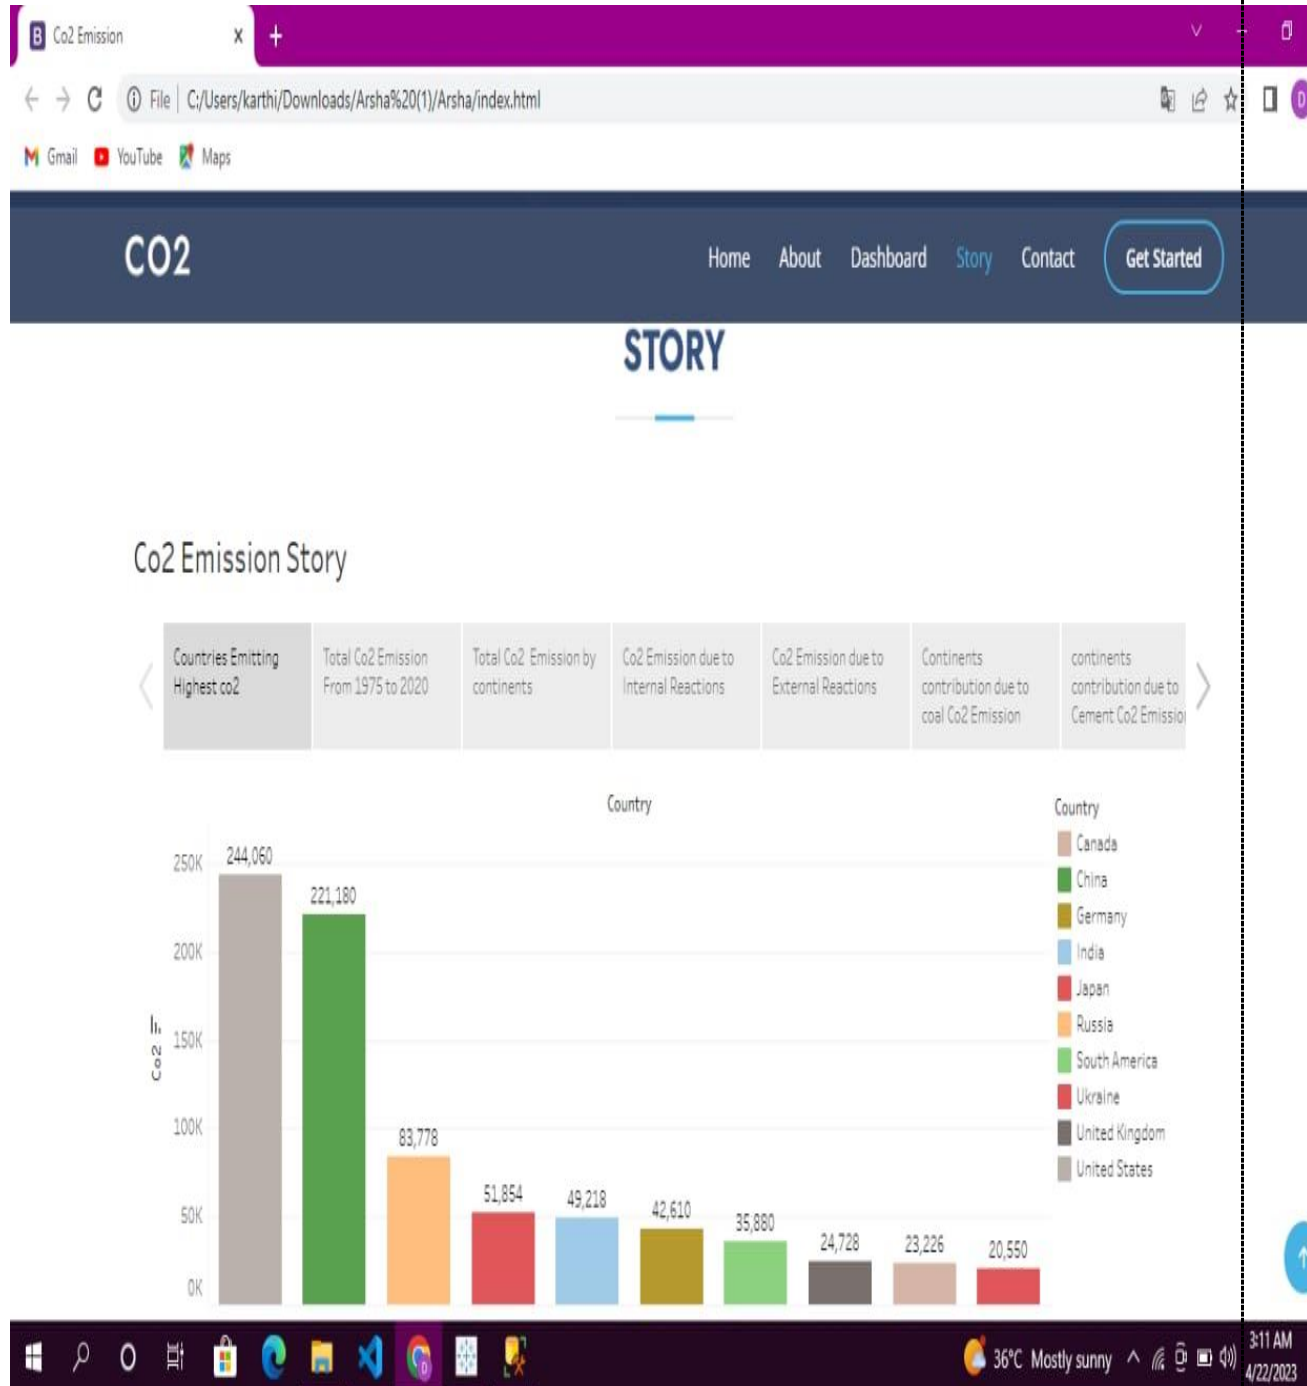 B Co2 Emission
File C:/Users/karthi/Downloads/Arsha%20(1)/Arsha/index.html
Gmail YouTube Maps
CO2 Home About Dashboard Story Contact Get Started
STORY
Co2 Emission Story
Countries Emitting
Highest co2
Total Co2 Emission
From 1975 to 2020
Total Co2 Emission by
continents
Co2 Emission due to
Internal Reactions
Co2 Emission due to
External Reactions
Continents
contribution due to
coal Co2 Emission
continents
contribution due to
Cement Co2 Emission
Country
250K
200K
150K
100K
50K
0K
Co2
244,060
221,180
83,778
51,854
49,218
42,610
35,880
24,728
23,226
20,550
Country
Canada
China
Germany
India
Japan
Russia
South America
Ukraine
United Kingdom
United States
36°C Mostly sunny
3:11 AM
4/22/2023